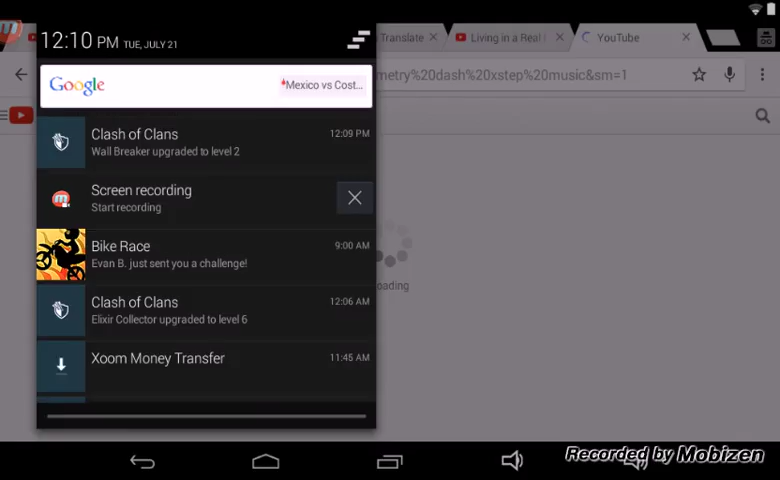 12:10 PM TUE, JULY 21
Translate
Living in a Real
YouTube
Google
*Mexico vs Cost...
metry%20dash%20xstep%20music&sm=1
Clash of Clans
12:09 PM
Wall Breaker upgraded to level 2
Screen recording
Start recording
Bike Race
9:00 AM
Evan B. just sent you a challenge!
oading
Clash of Clans
12:06 AM
Elixir Collector upgraded to level 6
Xoom Money Transfer
11:45 AM
Recorded by Mobizen